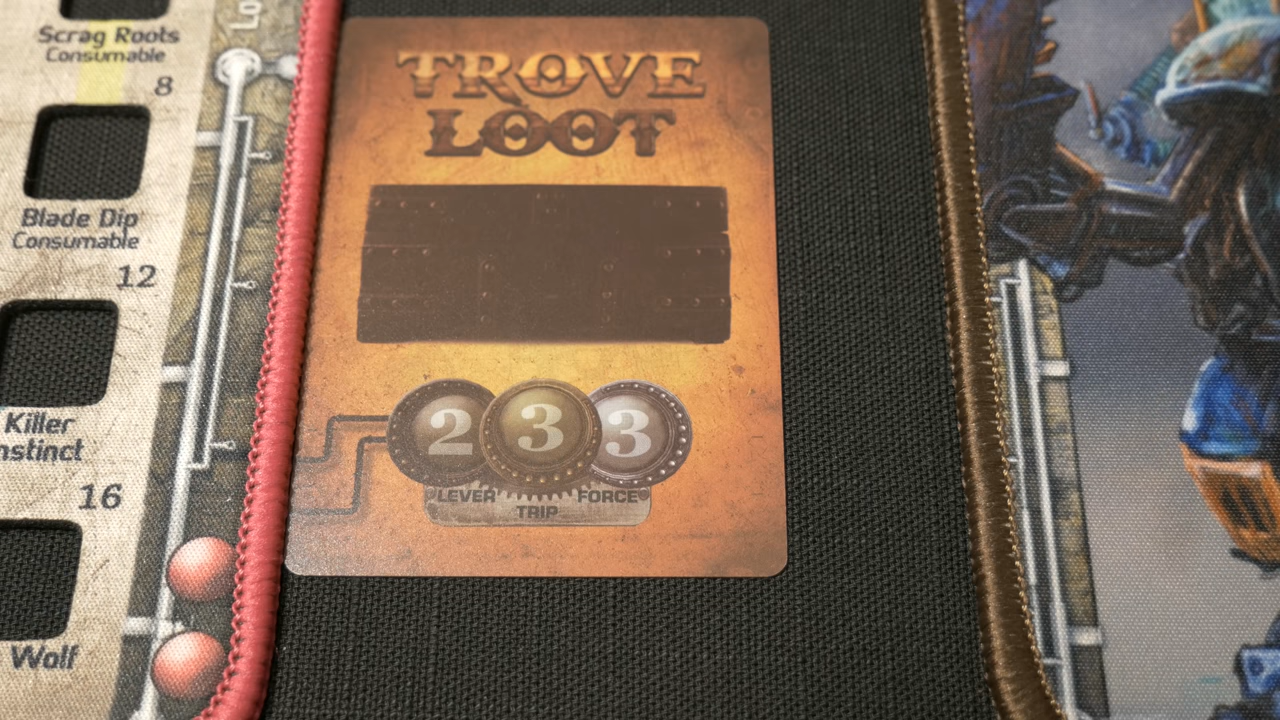 Scrag Roots
Consumable
8
Blade Dip
Consumable
12
Killer
nstinct
16
Wolf
Lo
TROVE
LOOT
2 3 3
LEVER TRIP FORCE